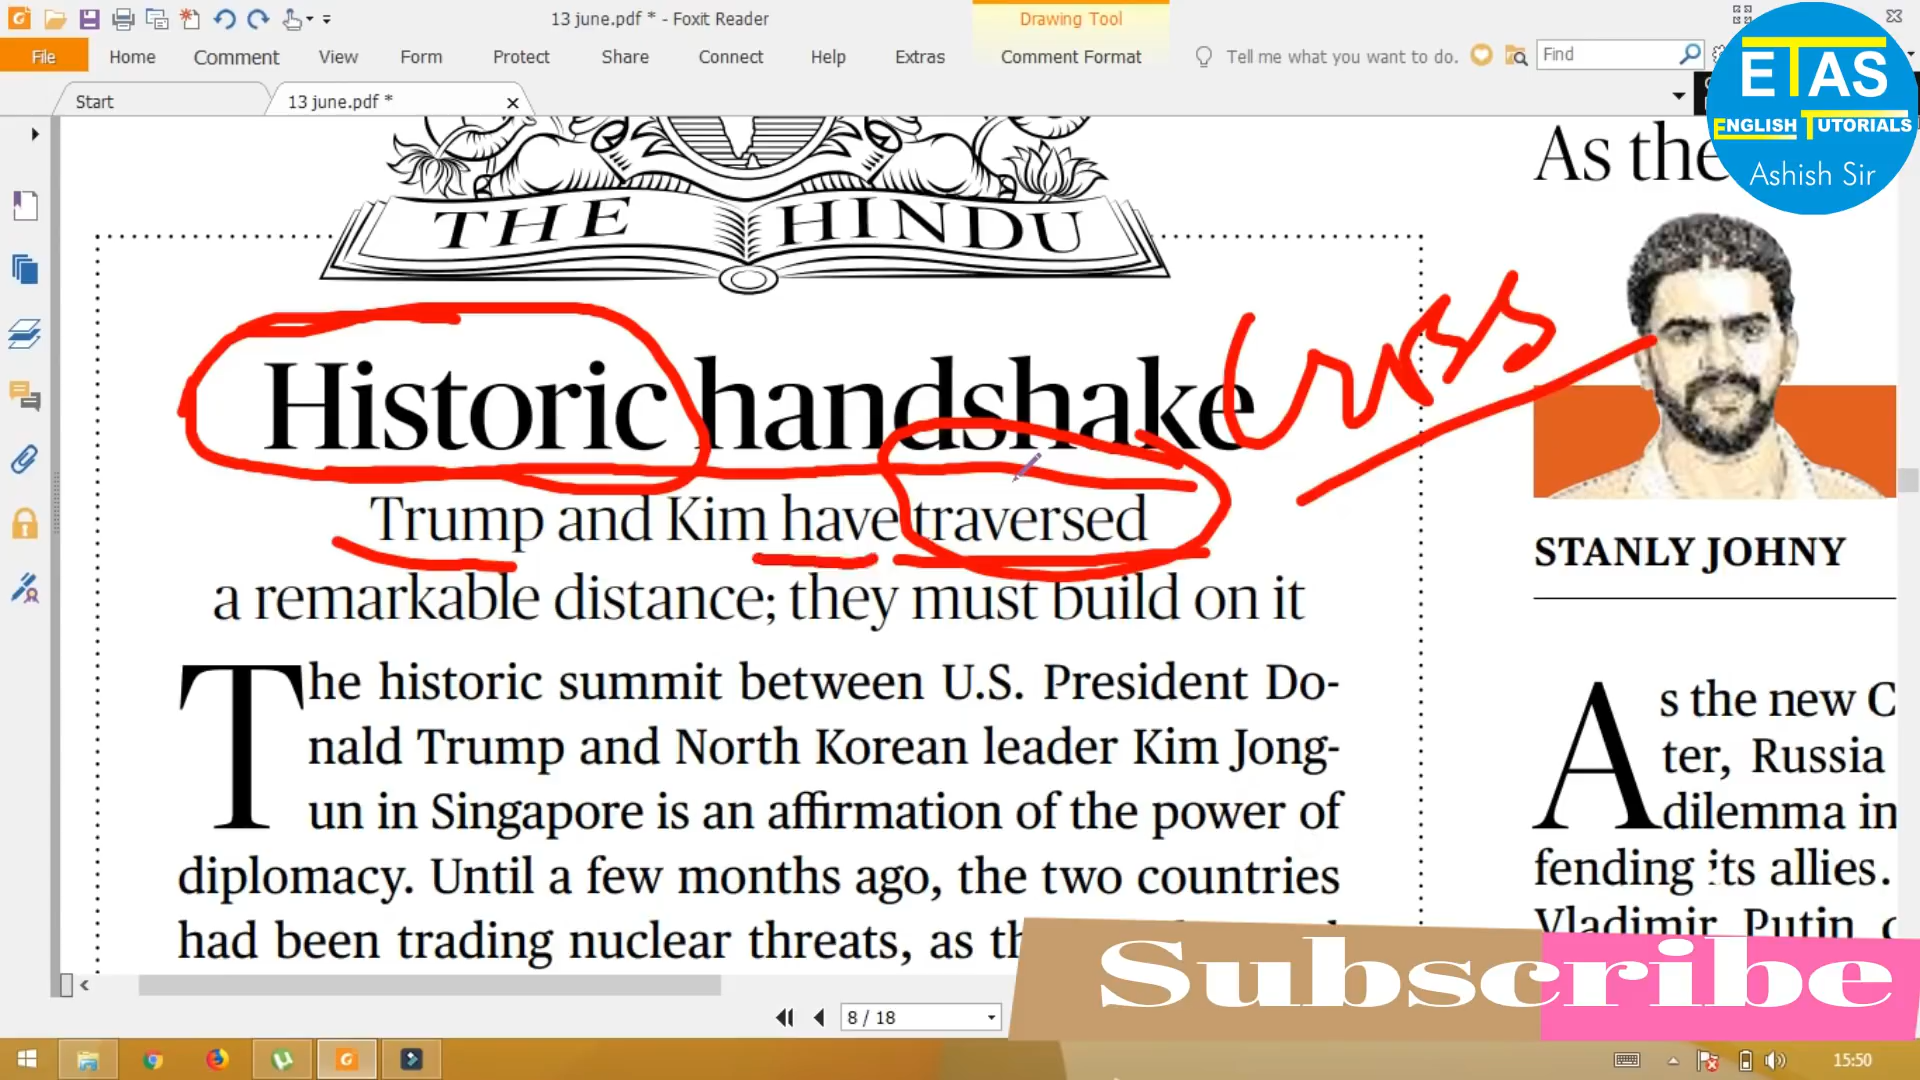 13 june.pdf * - Foxit Reader
Drawing Tool
File
Home
Comment
View
Form
Protect
Share
Connect
Help
Extras
Comment Format
Tell me what you want to do.
Find
Start
13 june.pdf *
ETAS
ENGLISH TUTORIALS
Ashish Sir
THE HINDU
Historic handshake
Cross
Trump and Kim have traversed
a remarkable distance; they must build on it
The historic summit between U.S. President Do-
nald Trump and North Korean leader Kim Jong-
un in Singapore is an affirmation of the power of
diplomacy. Until a few months ago, the two countries
had been trading nuclear threats, as
As the
STANLY JOHNY
As the new C
ter, Russia
dilemma in
fending its allies.
Vladimir Putin
Subscribe
8 / 18
15:50